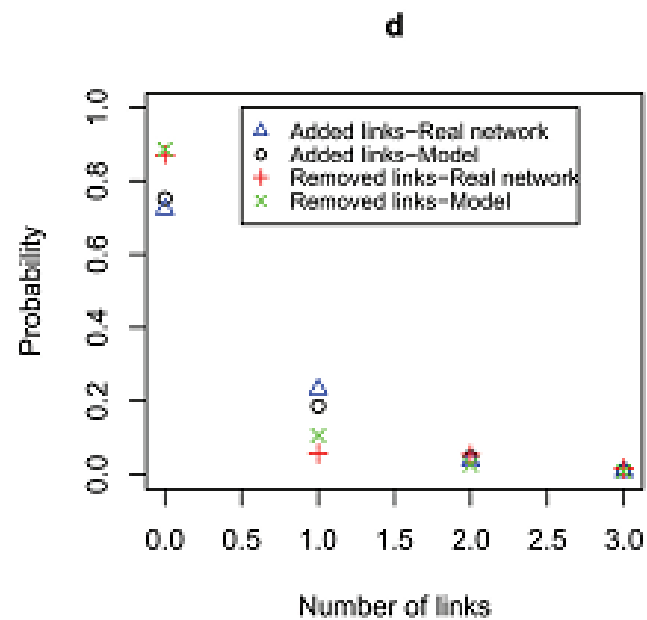 d
1.0
0.8
0.6
0.4
0.2
0.0
Probability
Added links-Real network
Added links-Model
Removed links-Real network
Removed links-Model
0.0 0.5 1.0 1.5 2.0 2.5 3.0
Number of links